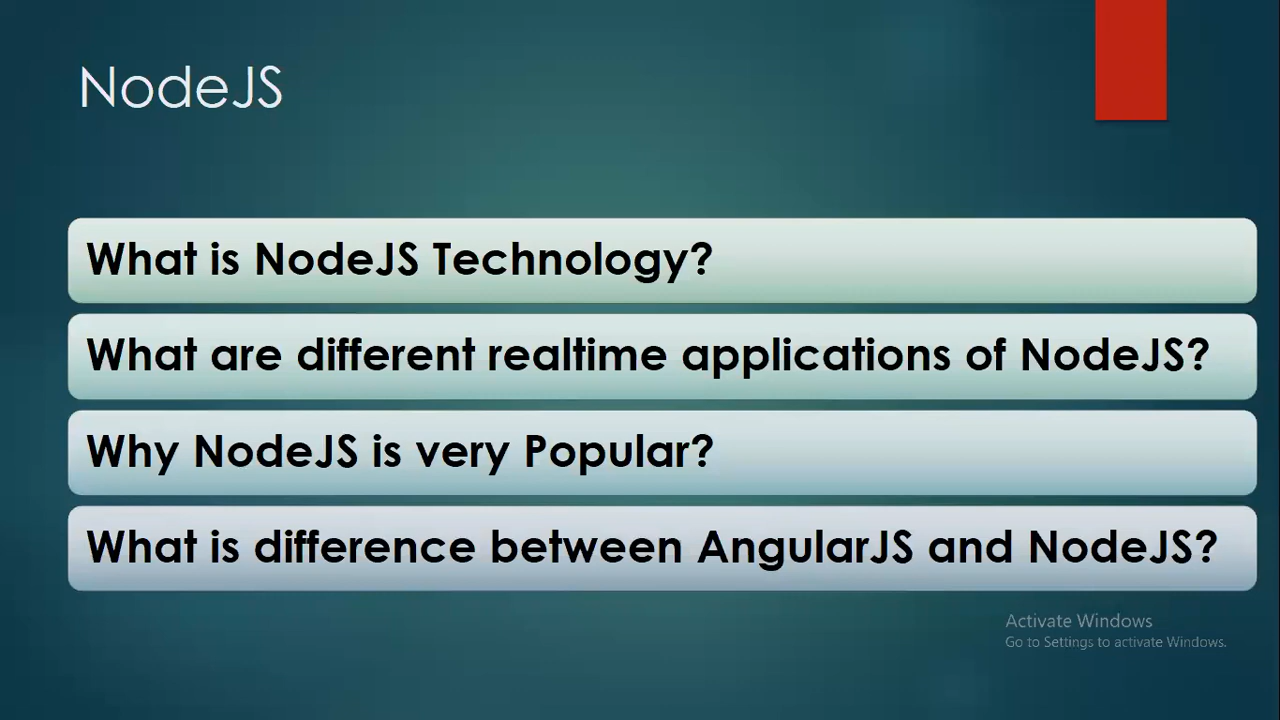 NodeJS
What is NodeJS Technology?
What are different realtime applications of NodeJS?
Why NodeJS is very Popular?
What is difference between AngularJS and NodeJS?
Activate Windows
Go to Settings to activate Windows.